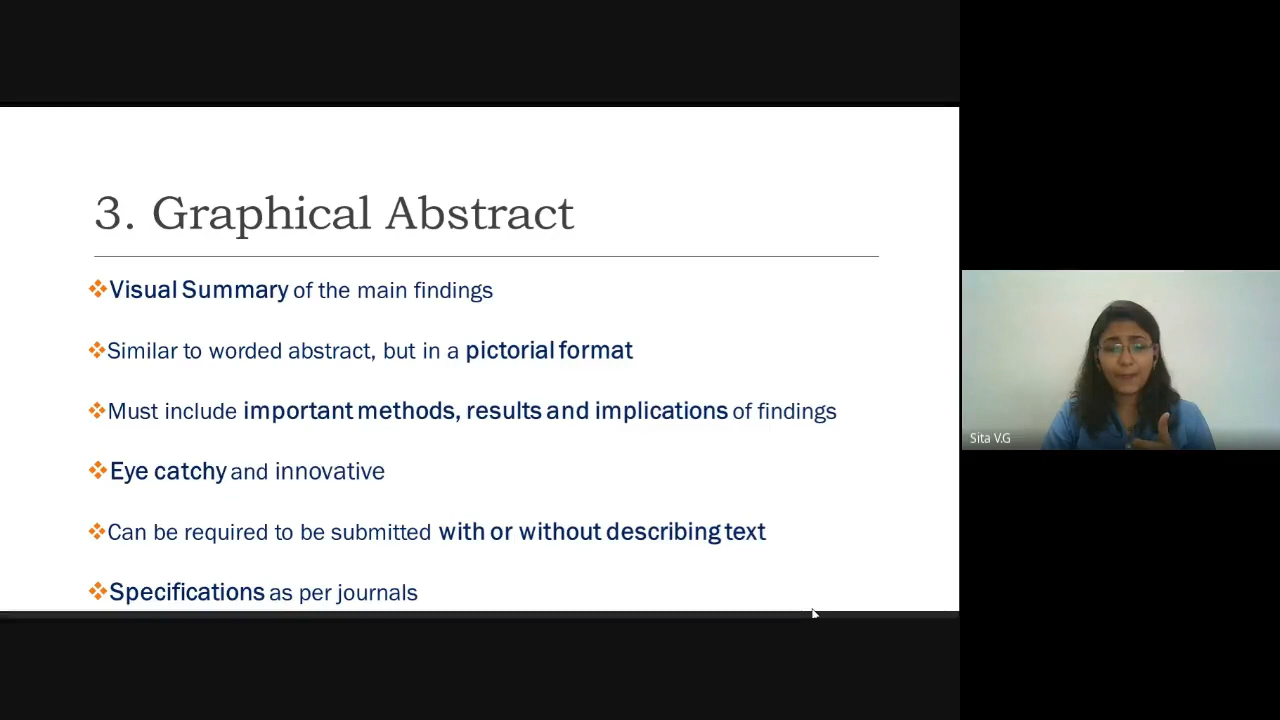 3. Graphical Abstract
Visual Summary of the main findings
Similar to worded abstract, but in a pictorial format
Must include important methods, results and implications of findings
Eye catchy and innovative
Can be required to be submitted with or without describing text
Specifications as per journals
Sita V.G